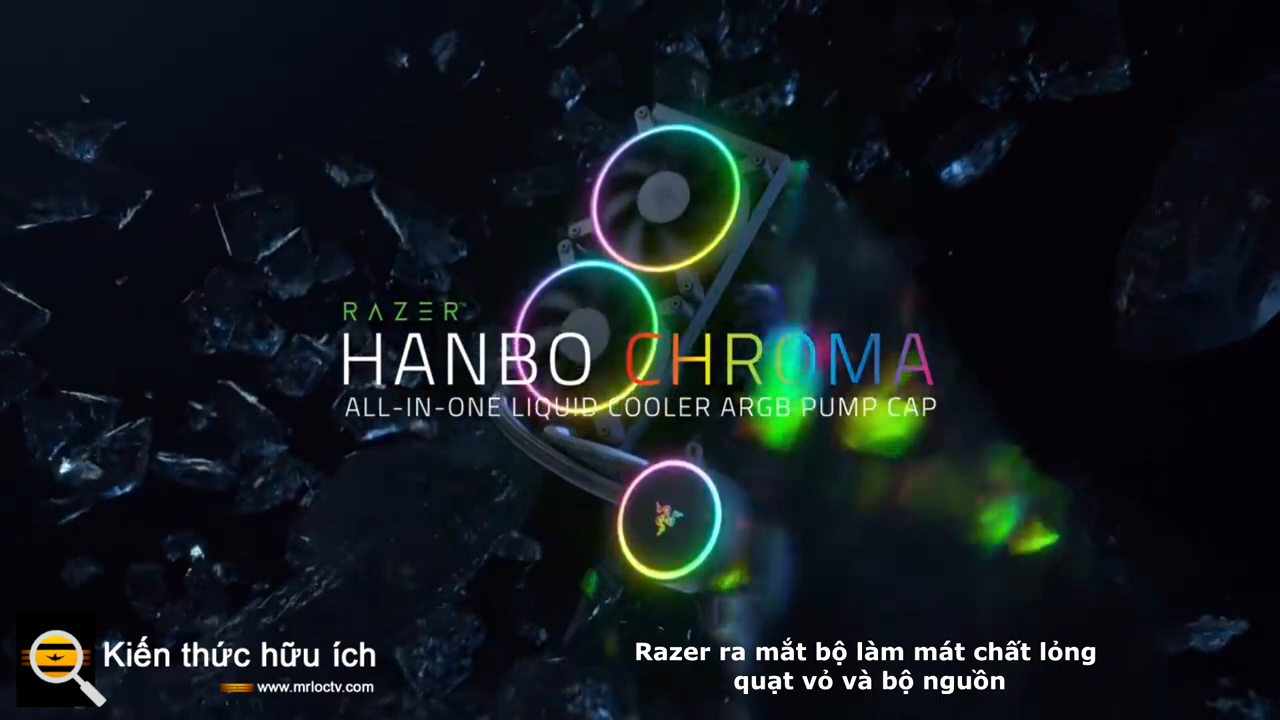 RAZER™
HANBO CHROMA
ALL-IN-ONE LIQUID COOLER ARGB PUMP CAP
Kiến thức hữu ích
www.mrloctv.com
Razer ra mắt bộ làm mát chất lỏng
quạt vỏ và bộ nguồn